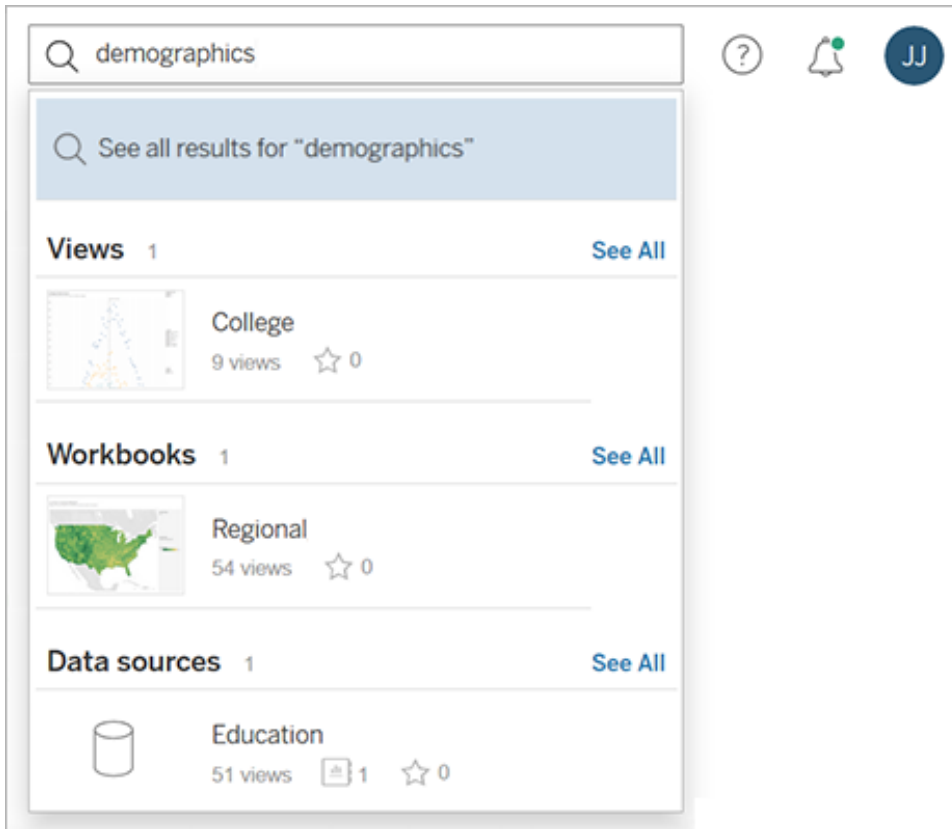 demographics
?
JJ
See all results for “demographics”
Views 1
See All
College
9 views 0
Workbooks 1
See All
Regional
54 views 0
Data sources 1
See All
Education
51 views 1 0